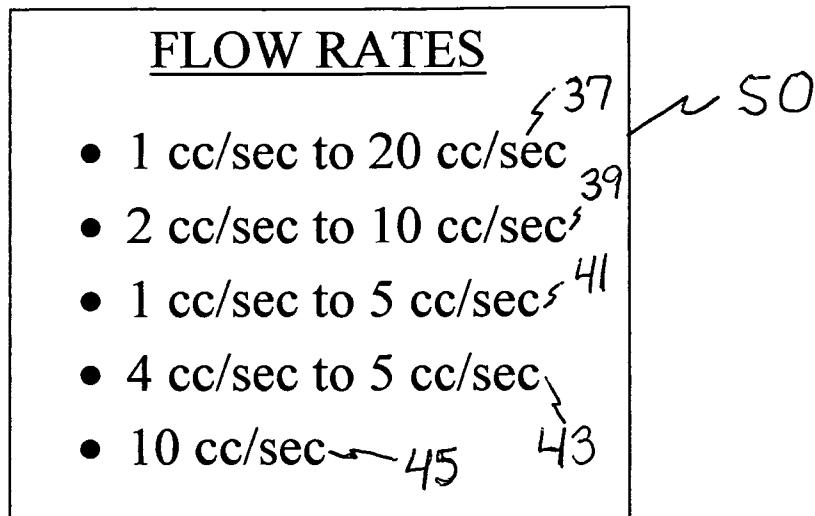 FLOW RATES
37
50
• 1 cc/sec to 20 cc/sec
39
• 2 cc/sec to 10 cc/sec
41
• 1 cc/sec to 5 cc/sec
• 4 cc/sec to 5 cc/sec
43
• 10 cc/sec 45